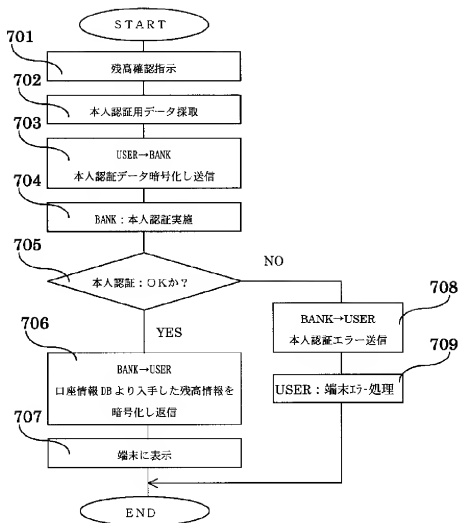 START
701
残高確認指示
702
本人認証用データ採取
703
USER→BANK
本人認証データ暗号化し送信
704
BANK:本人認証実施
705
本人認証:OKか?
NO
YES
706
BANK→USER
口座情報DBより入手した残高情報を
暗号化し返信
707
端末に表示
708
BANK→USER
本人認証エラー送信
709
USER:端末エラー処理
END